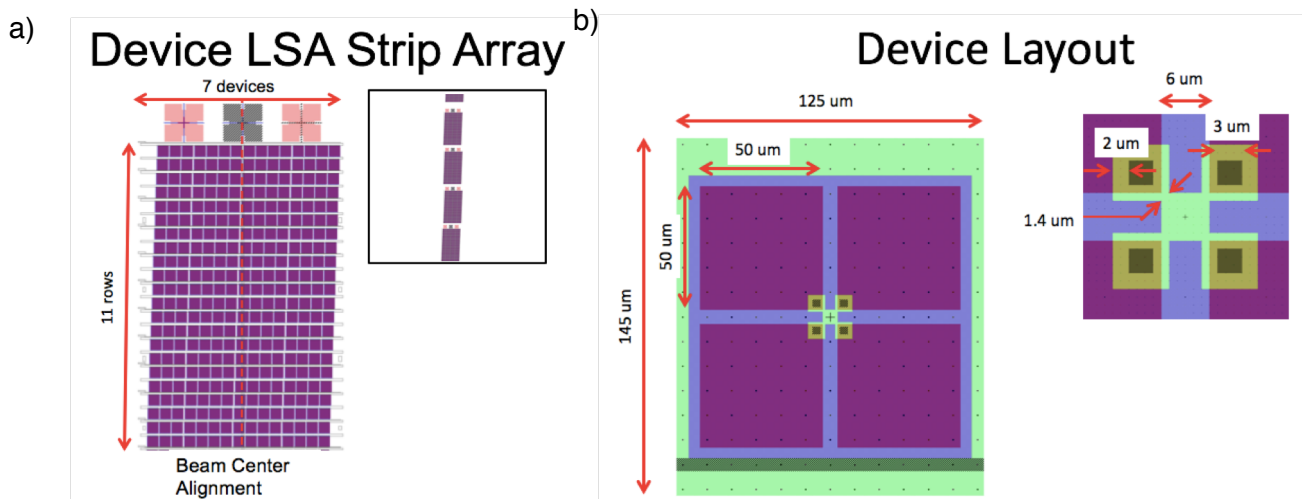 a)
Device LSA Strip Array
7 devices
11 rows
Beam Center
Alignment
b)
Device Layout
125 um
50 um
50 um
145 um
6 um
3 um
2 um
1.4 um